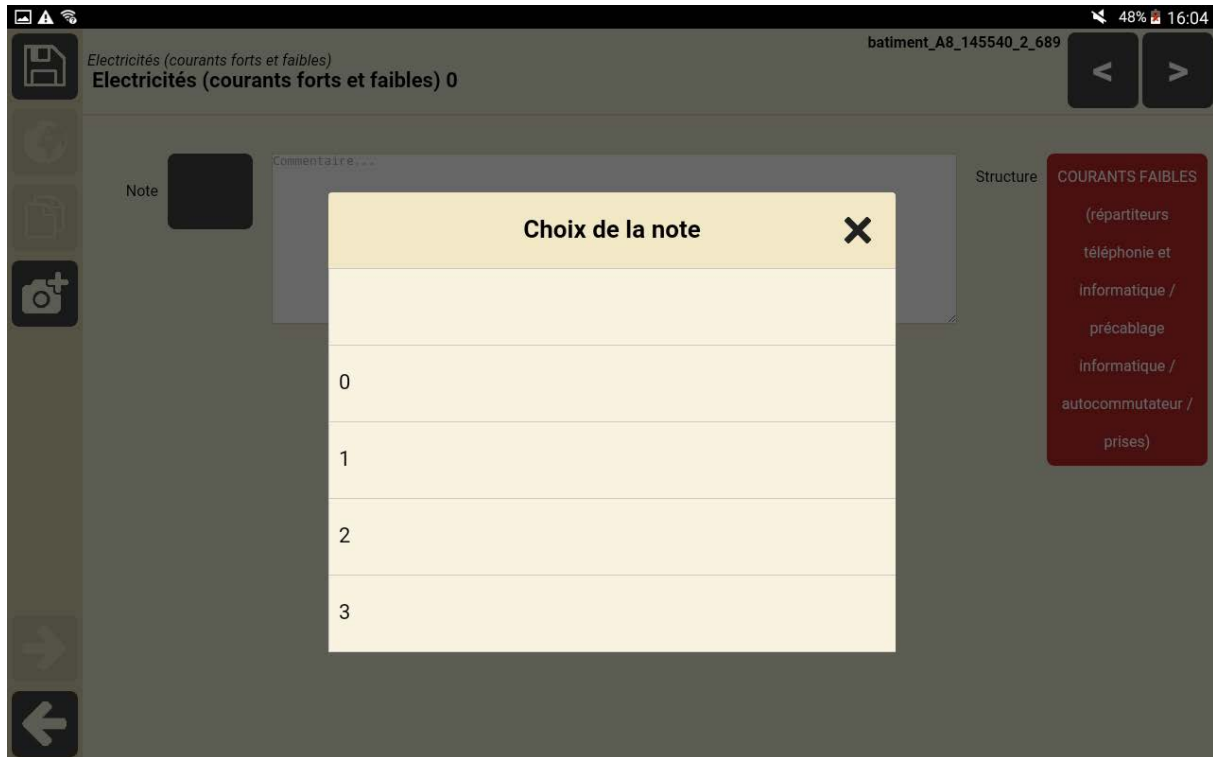 48% 16:04
Electricités (courants forts et faibles)
Electricités (courants forts et faibles) 0
batiment_A8_145540_2_689
< >
Note
Commentaire...
Structure
COURANTS FAIBLES
(répartiteurs
téléphonie et
informatique /
précablage
informatique /
autocommutateur /
prises)
Choix de la note
0
1
2
3